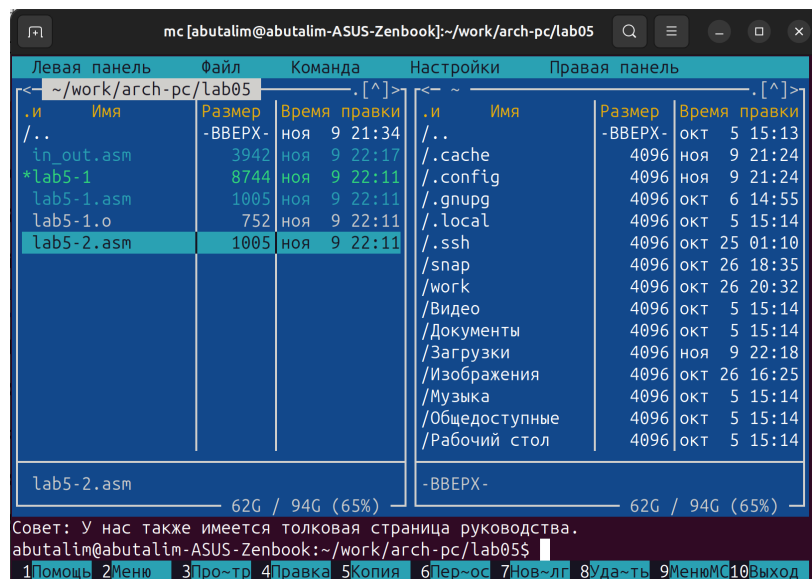 mc [abutalim@abutalim-ASUS-Zenbook]:~/work/arch-pc/lab05
Левая панель Файл Команда Настройки Правая панель
<─ ~/work/arch-pc/lab05 .[^]> <─ ~ .[^]>
.и Имя Размер Время правки .и Имя Размер Время правки
/.. -ВВЕРХ- ноя 9 21:34 /.. -ВВЕРХ- окт 5 15:13
in_out.asm 3942 ноя 9 22:17 /.cache 4096 ноя 9 21:24
*lab5-1 8744 ноя 9 22:11 /.config 4096 ноя 9 21:24
lab5-1.asm 1005 ноя 9 22:11 /.gnupg 4096 окт 6 14:55
lab5-1.o 752 ноя 9 22:11 /.local 4096 окт 5 15:14
lab5-2.asm 1005 ноя 9 22:11 /.ssh 4096 окт 25 01:10
/snap 4096 окт 26 18:35
/work 4096 окт 26 20:32
/Видео 4096 окт 5 15:14
/Документы 4096 окт 5 15:14
/Загрузки 4096 ноя 9 22:18
/Изображения 4096 окт 26 16:25
/Музыка 4096 окт 5 15:14
/Общедоступные 4096 окт 5 15:14
/Рабочий стол 4096 окт 5 15:14
lab5-2.asm -ВВЕРХ-
62G / 94G (65%) 62G / 94G (65%)
Совет: У нас также имеется толковая страница руководства.
abutalim@abutalim-ASUS-Zenbook:~/work/arch-pc/lab05$
1Помощь 2Меню 3Про~тр 4Правка 5Копия 6Пер~ос 7Нов~лг 8Уда~ть 9МенюМС 10Выход